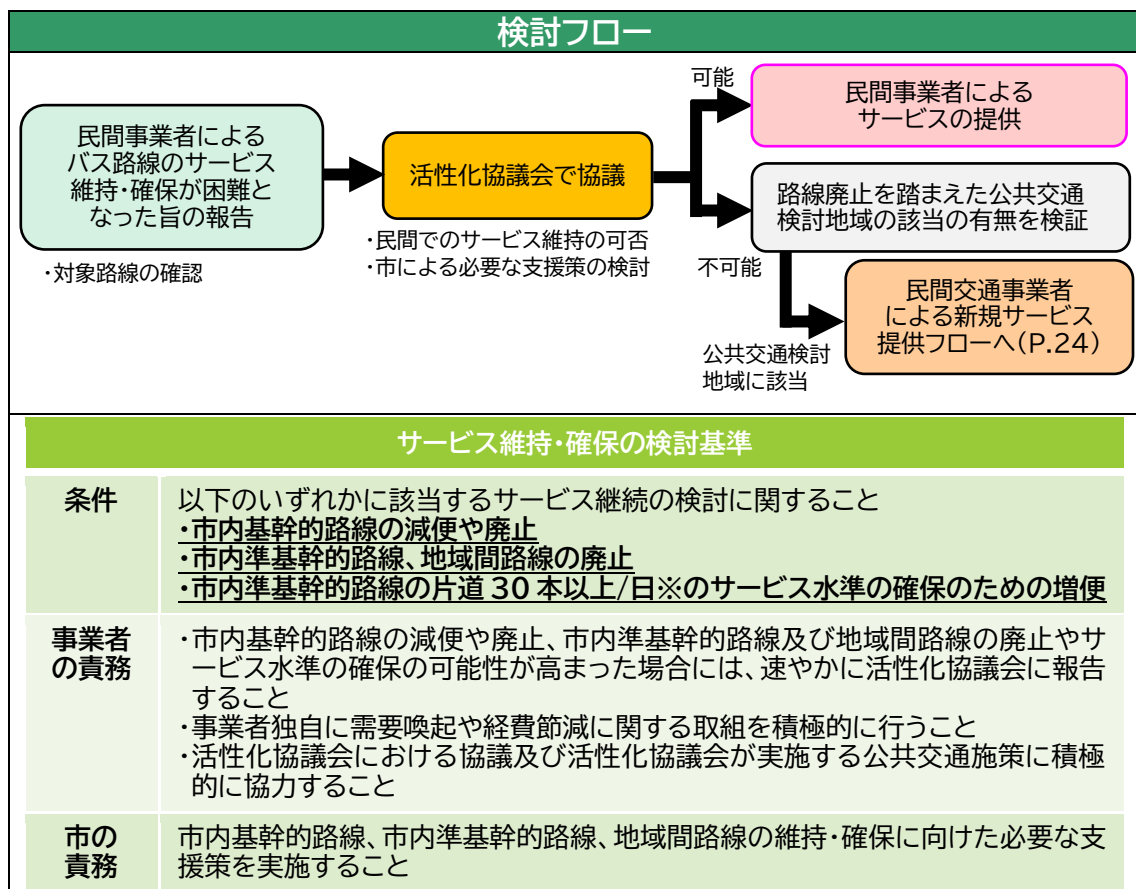 検討フロー
民間事業者による
バス路線のサービス
維持・確保が困難と
なった旨の報告
・対象路線の確認
活性化協議会で協議
・民間でのサービス維持の可否
・市による必要な支援策の検討
可能
民間事業者による
サービスの提供
路線廃止を踏まえた公共交通
検討地域の該当の有無を検証
不可能
民間交通事業者
による新規サービス
提供フローへ(P.24)
公共交通検討
地域に該当
サービス維持・確保の検討基準
条件
以下のいずれかに該当するサービス継続の検討に関すること
・市内基幹的路線の減便や廃止
・市内準基幹的路線、地域間路線の廃止
・市内準基幹的路線の片道 30 本以上/日※のサービス水準の確保のための増便
事業者
の責務
・市内基幹的路線の減便や廃止、市内準基幹的路線及び地域間路線の廃止やサ
ービス水準の確保の可能性が高まった場合には、速やかに活性化協議会に報告
すること
・事業者独自に需要喚起や経費節減に関する取組を積極的に行うこと
・活性化協議会における協議及び活性化協議会が実施する公共交通施策に積極
的に協力すること
市の
責務
市内基幹的路線、市内準基幹的路線、地域間路線の維持・確保に向けた必要な支
援策を実施すること